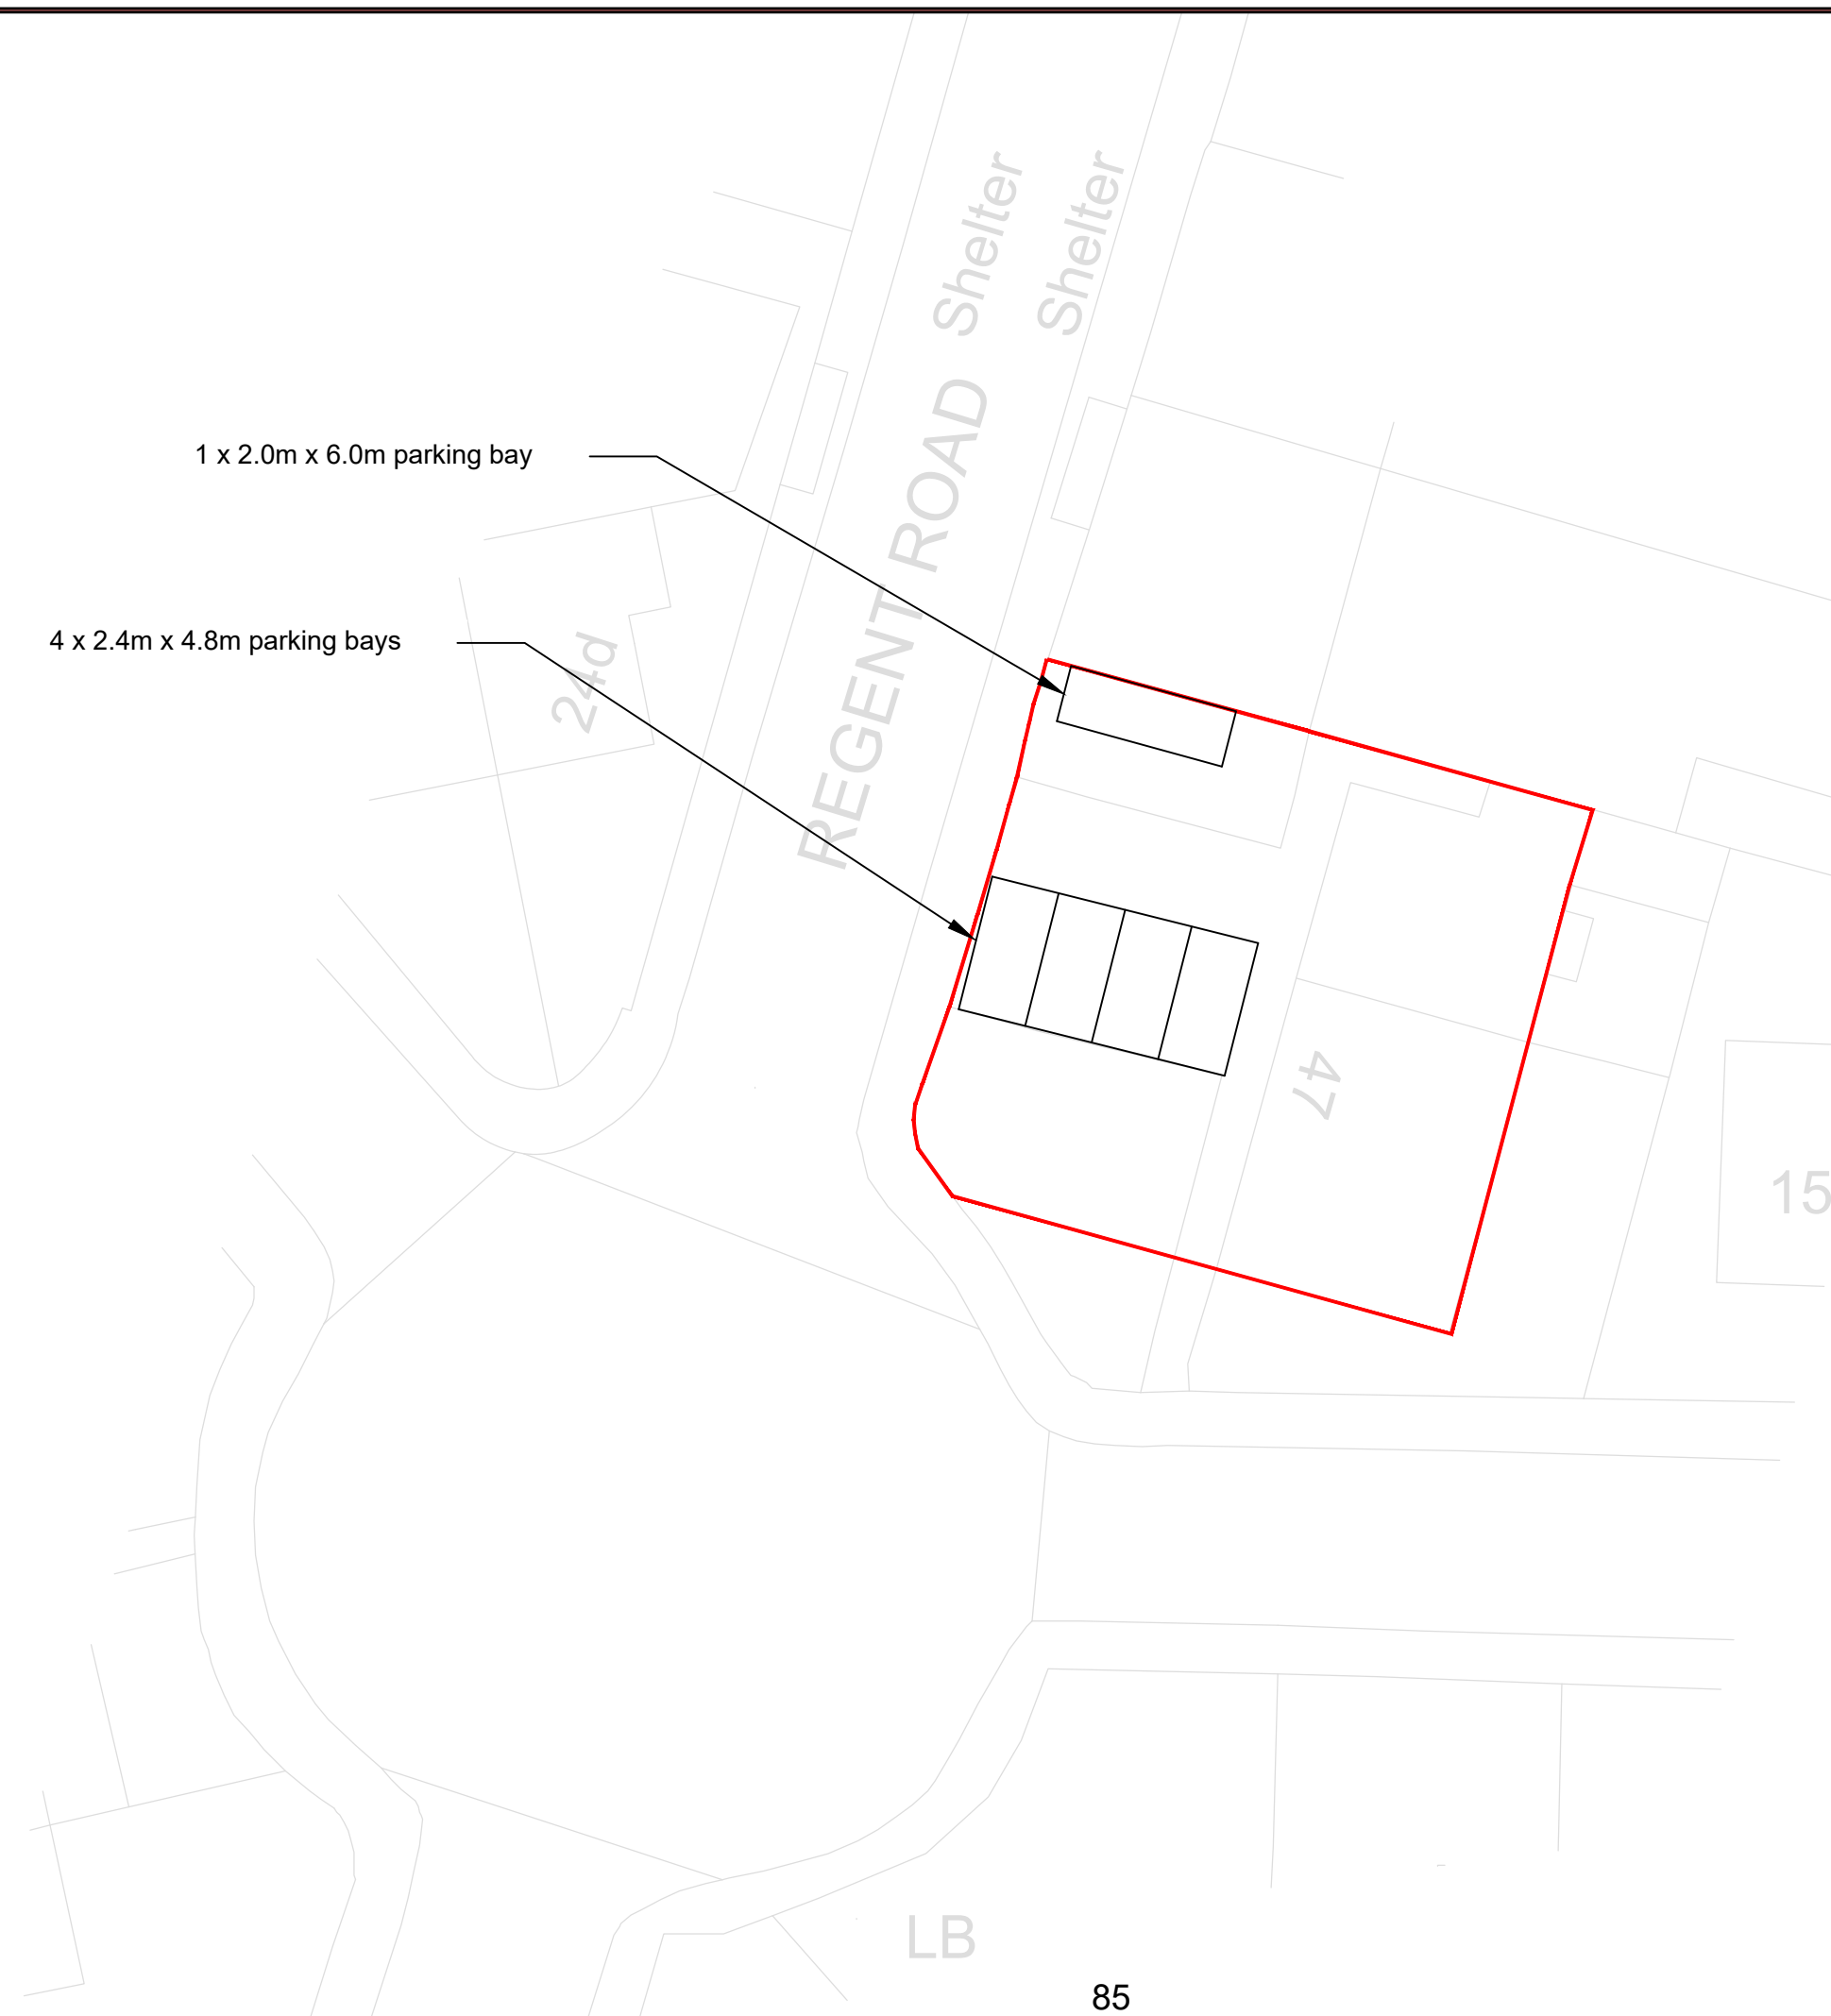 Shelter
Shelter
REGENT ROAD
1 x 2.0m x 6.0m parking bay
4 x 2.4m x 4.8m parking bays
24d
47
15
LB
85